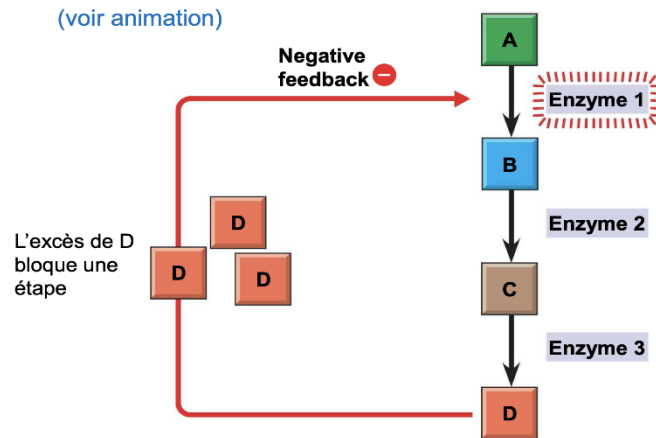 (voir animation)
A
Negative
feedback
Enzyme 1
B
D
Enzyme 2
L'excès de D
bloque une
étape
D
D
C
Enzyme 3
D